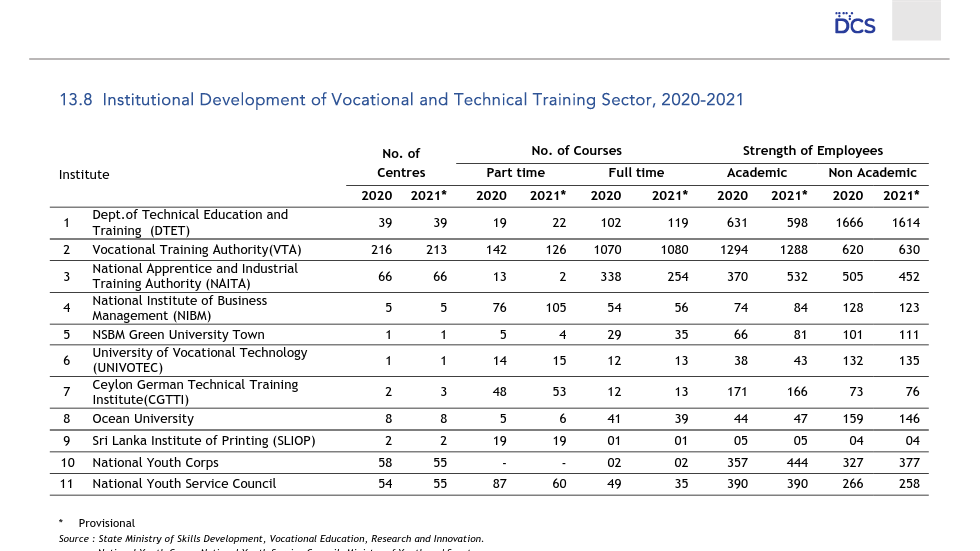 DCS
13.8 Institutional Development of Vocational and Technical Training Sector, 2020-2021
Institute No. of Centres No. of Courses Strength of Employees
Part time Full time Academic Non Academic
2020 2021* 2020 2021* 2020 2021* 2020 2021* 2020 2021*
1 Dept.of Technical Education and Training (DTET) 39 39 19 22 102 119 631 598 1666 1614
2 Vocational Training Authority(VTA) 216 213 142 126 1070 1080 1294 1288 620 630
3 National Apprentice and Industrial Training Authority (NAITA) 66 66 13 2 338 254 370 532 505 452
4 National Institute of Business Management (NIBM) 5 5 76 105 54 56 74 84 128 123
5 NSBM Green University Town 1 1 5 4 29 35 66 81 101 111
6 University of Vocational Technology (UNIVOTEC) 1 1 14 15 12 13 38 43 132 135
7 Ceylon German Technical Training Institute(CGTTI) 2 3 48 53 12 13 171 166 73 76
8 Ocean University 8 8 5 6 41 39 44 47 159 146
9 Sri Lanka Institute of Printing (SLIOP) 2 2 19 19 01 01 05 05 04 04
10 National Youth Corps 58 55 - - 02 02 357 444 327 377
11 National Youth Service Council 54 55 87 60 49 35 390 390 266 258
* Provisional
Source : State Ministry of Skills Development, Vocational Education, Research and Innovation.